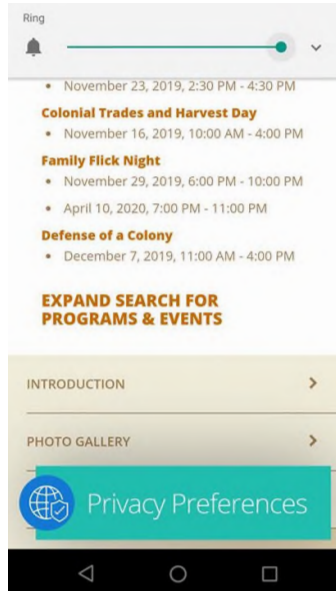 Ring
• November 23, 2019, 2:30 PM - 4:30 PM
Colonial Trades and Harvest Day
• November 16, 2019, 10:00 AM - 4:00 PM
Family Flick Night
• November 29, 2019, 6:00 PM - 10:00 PM
• April 10, 2020, 7:00 PM - 11:00 PM
Defense of a Colony
• December 7, 2019, 11:00 AM - 4:00 PM
EXPAND SEARCH FOR
PROGRAMS & EVENTS
INTRODUCTION
PHOTO GALLERY
Privacy Preferences